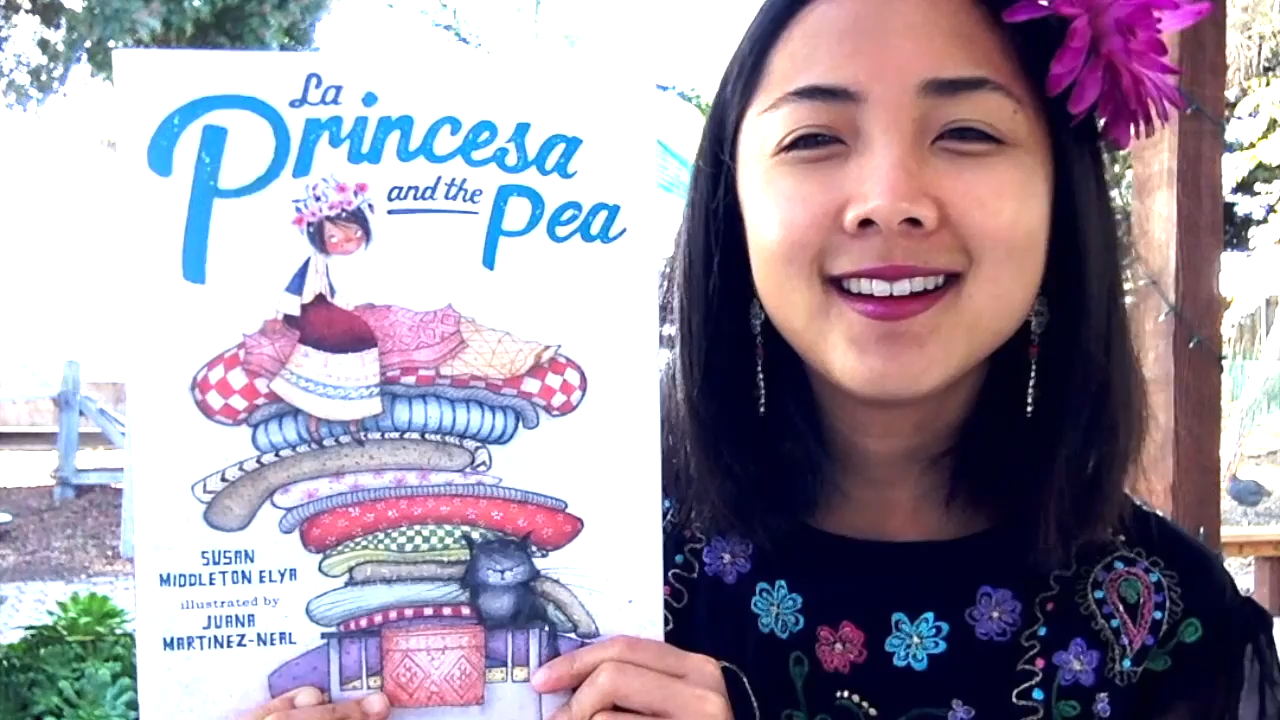 La
Princesa
and the
Pea
SUSAN
MIDDLETON ELYA
illustrated by
JUANA
MARTINEZ-NEAL